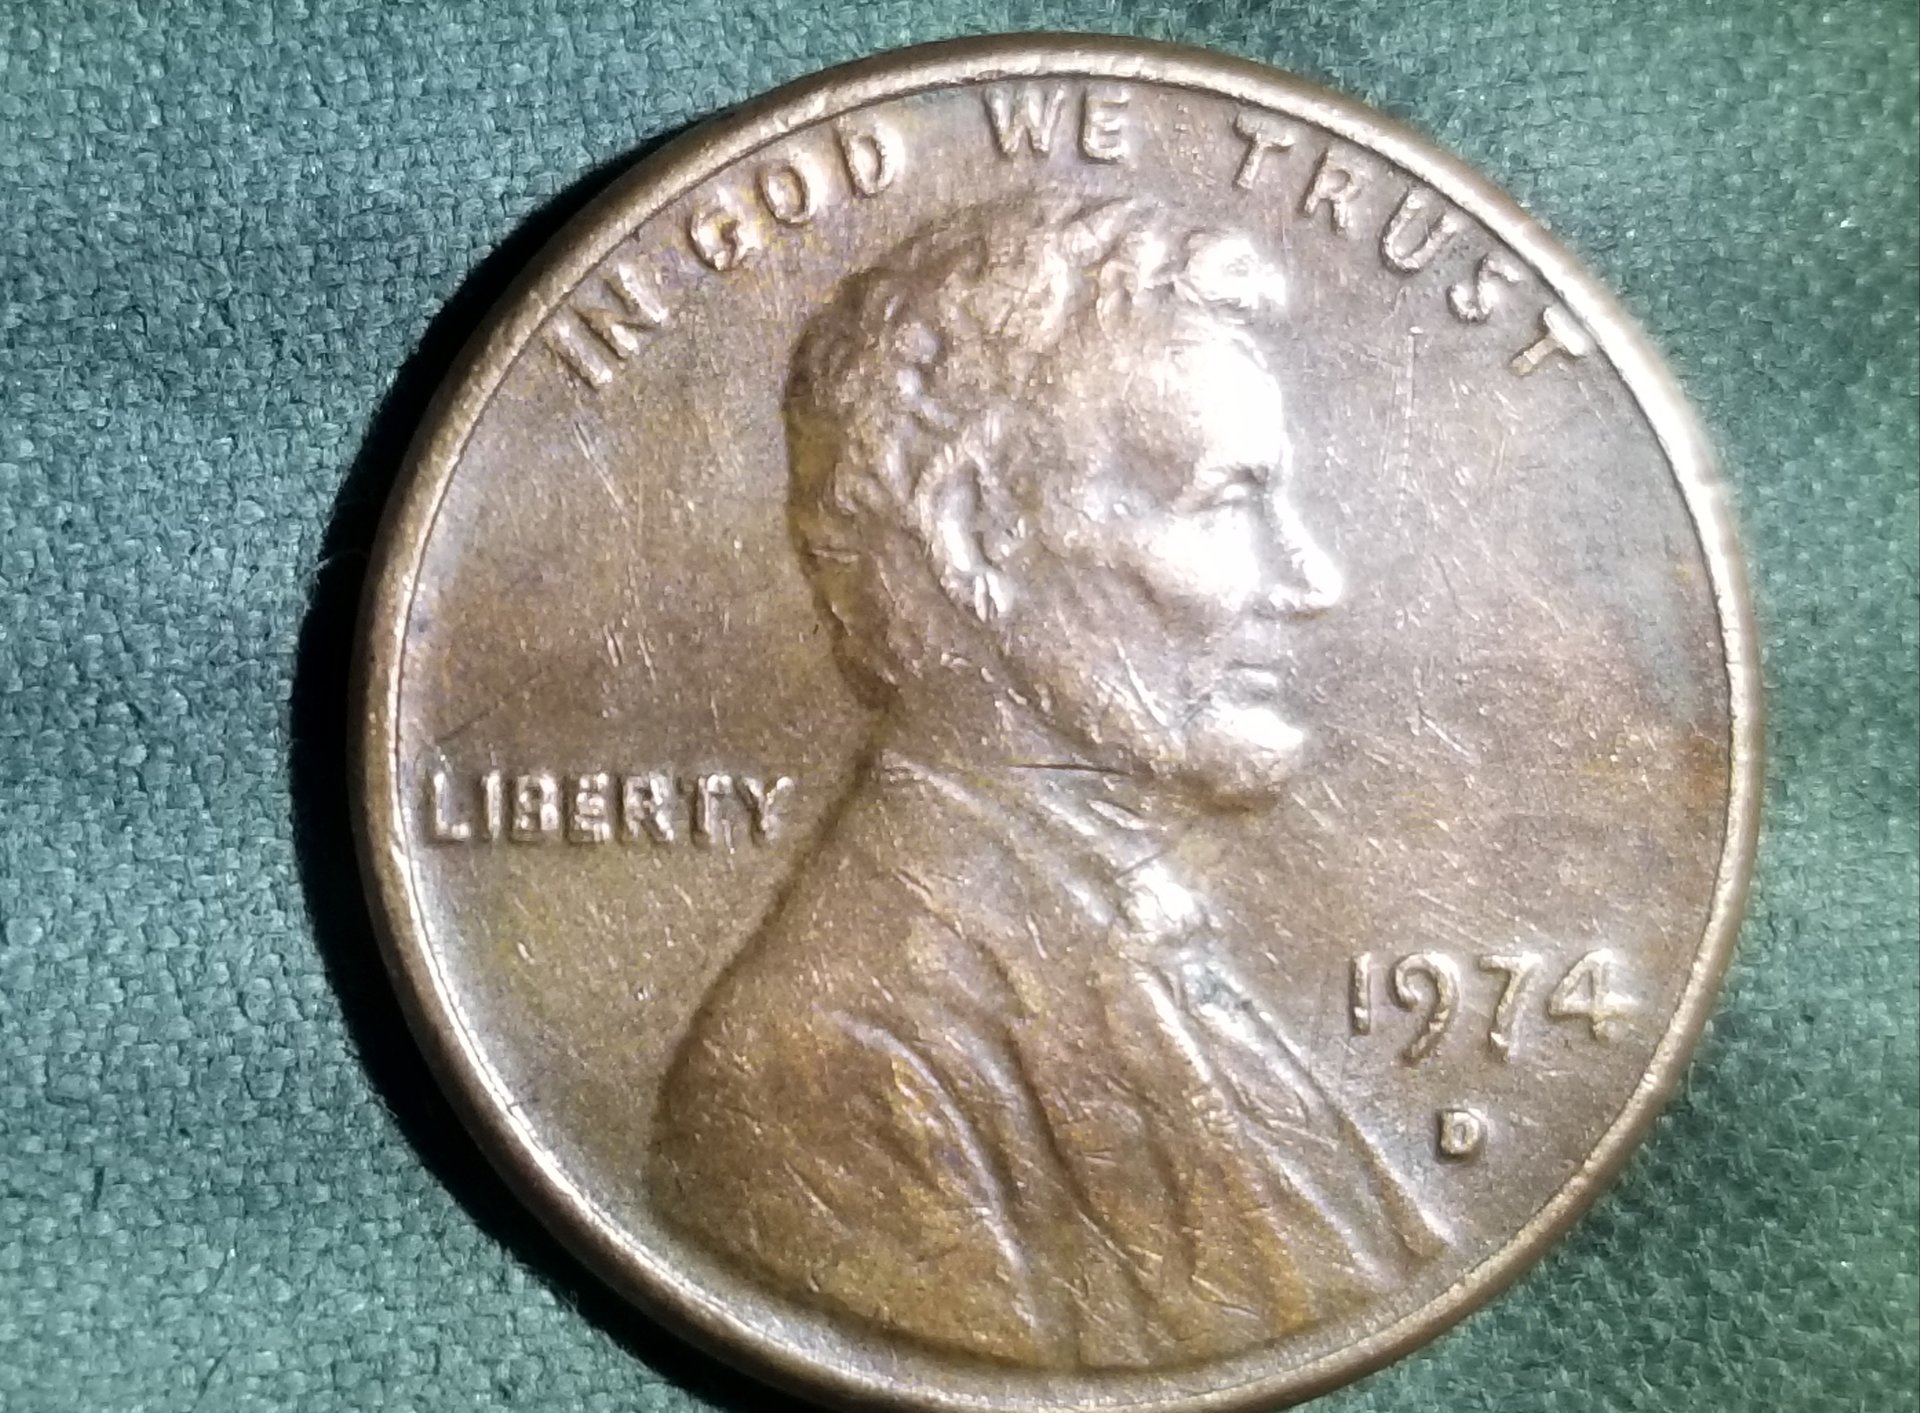 IN GOD WE TRUST
LIBERTY
1974
D